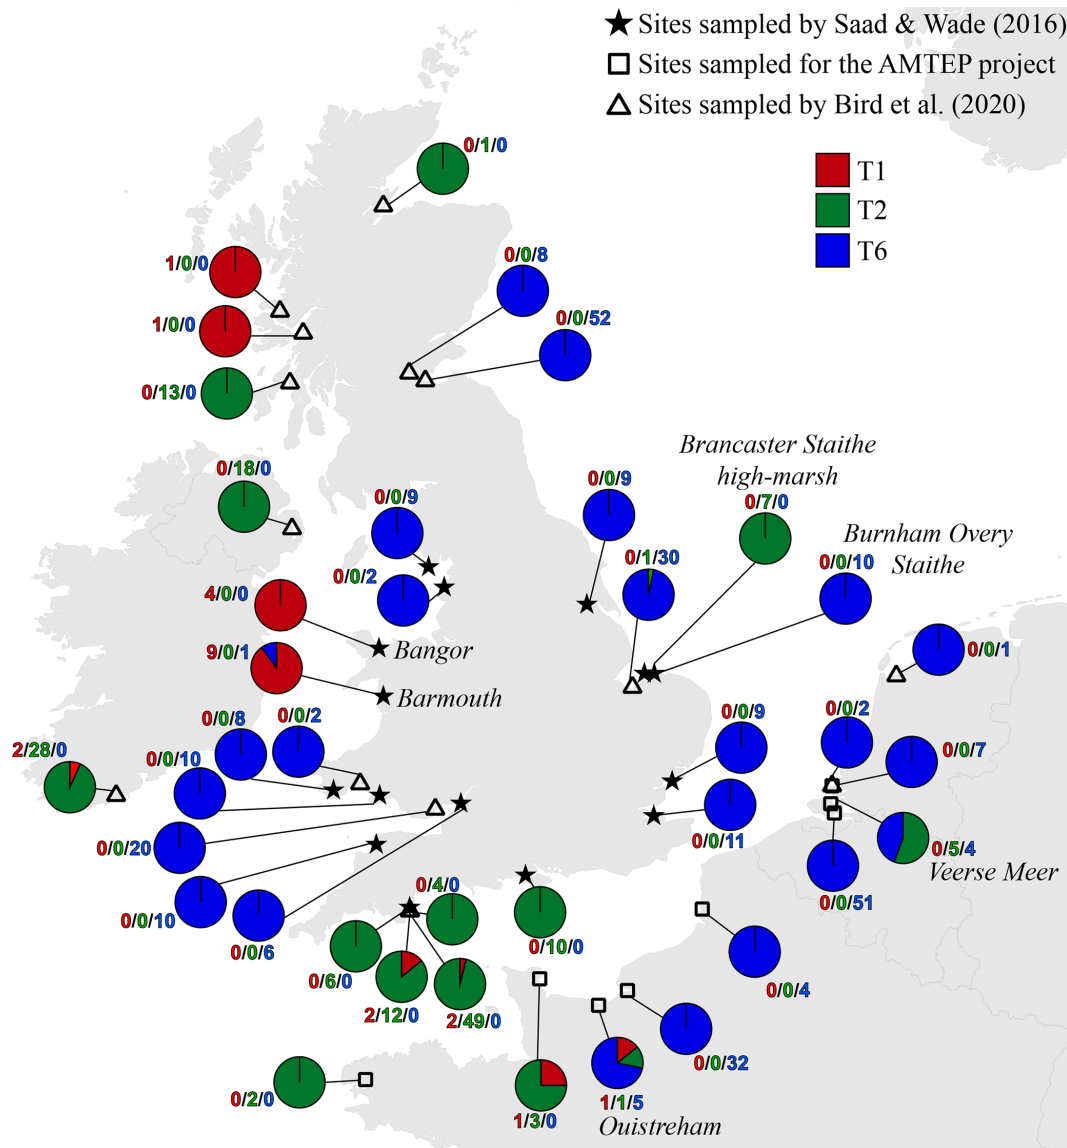 Sites sampled by Saad & Wade (2016)
Sites sampled for the AMTEP project
Sites sampled by Bird et al. (2020)
T1
T2
T6
0/1/0
1/0/0
1/0/0
0/13/0
0/0/8
0/0/52
Brancaster Staithe
high-marsh
0/7/0
0/0/9
0/18/0
0/0/9
0/0/2
0/1/30
Burnham Overy
Staithe
0/0/10
4/0/0
Bangor
9/0/1
Barmouth
0/0/1
0/0/2
0/0/7
0/0/9
0/0/8
0/0/2
0/0/10
2/28/0
0/0/20
0/0/11
0/5/4
Veerse Meer
0/0/51
0/0/10
0/0/6
0/4/0
0/10/0
0/6/0
2/12/0
2/49/0
0/0/4
0/0/32
0/2/0
1/3/0
1/1/5
Ouistreham